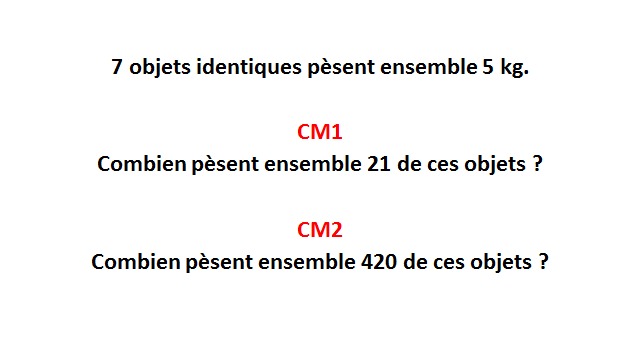 7 objets identiques pèsent ensemble 5 kg.
CM1
Combien pèsent ensemble 21 de ces objets ?
CM2
Combien pèsent ensemble 420 de ces objets ?